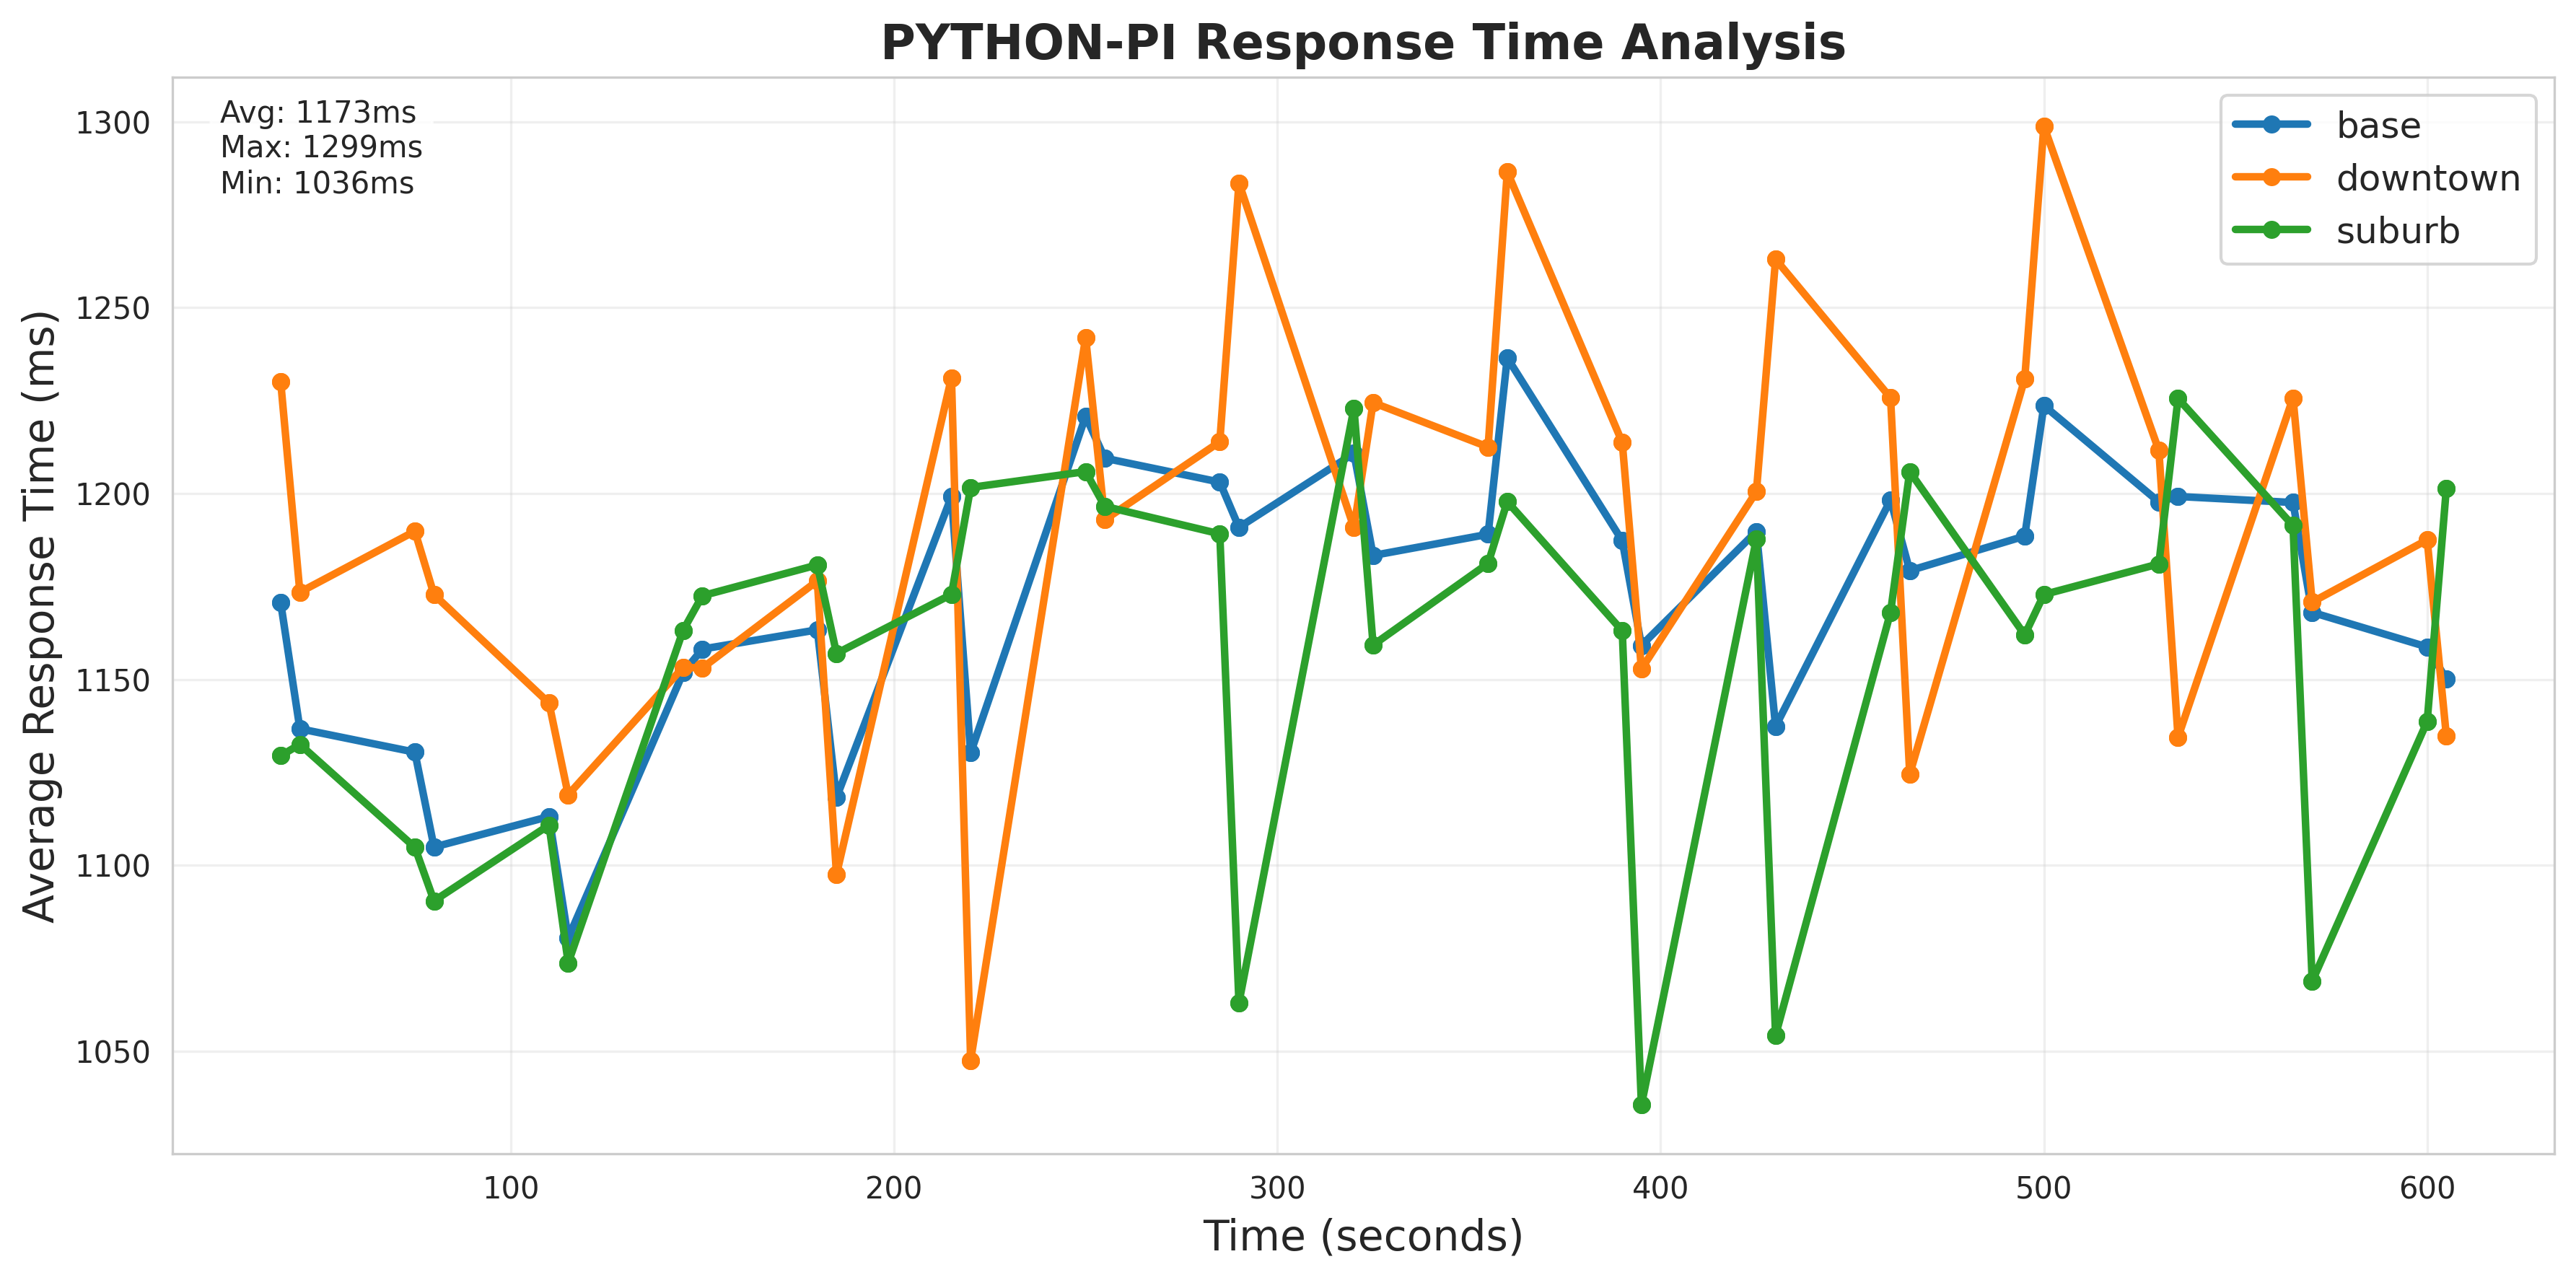 PYTHON-PI Response Time Analysis
Avg: 1173ms
Max: 1299ms
Min: 1036ms
base
downtown
suburb
Average Response Time (ms)
1300
1250
1200
1150
1100
1050
100 200 300 400 500 600
Time (seconds)